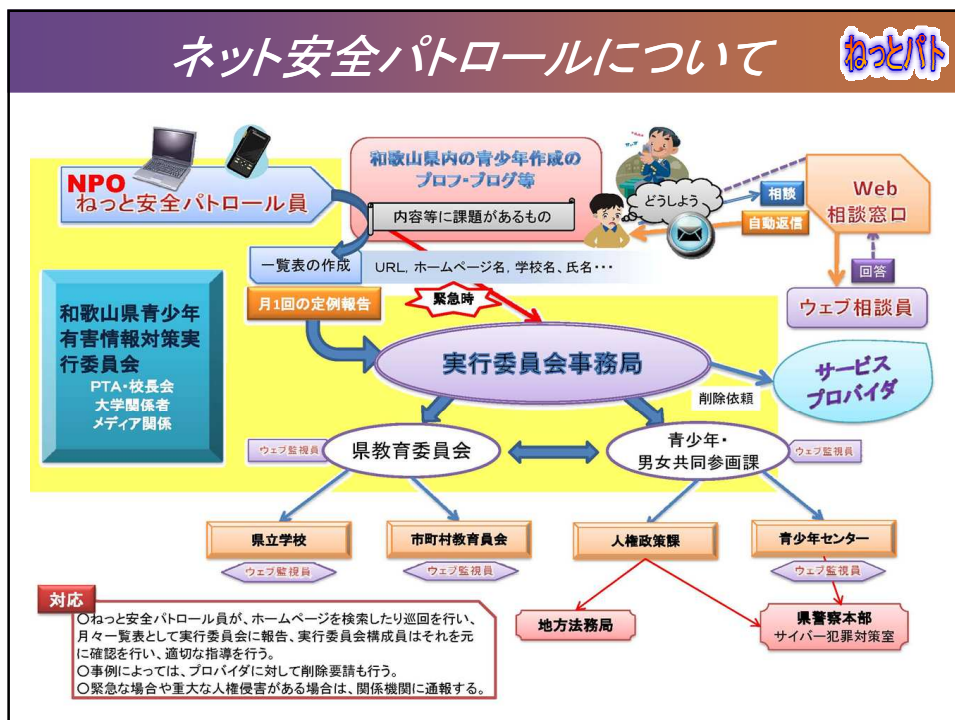 ネット安全パトロールについて
ねっとパト
NPO
ねっと安全パトロール員
和歌山県内の青少年作成の
プロフ・ブログ等
内容等に課題があるもの
どうしよう
相談
自動返信
Web
相談窓口
回答
ウェブ相談員
一覧表の作成
URL, ホームページ名, 学校名、氏名・・・
月1回の定例報告
緊急時
和歌山県青少年
有害情報対策実
行委員会
PTA・校長会
大学関係者
メディア関係
実行委員会事務局
削除依頼
サービス
プロバイダ
ウェブ監視員
県教育委員会
青少年・
男女共同参画課
ウェブ監視員
県立学校
市町村教育員会
人権政策課
青少年センター
ウェブ監視員
ウェブ監視員
ウェブ監視員
地方法務局
県警察本部
サイバー犯罪対策室
対応
○ねっと安全パトロール員が、ホームページを検索したり巡回を行い、
月々一覧表として実行委員会に報告、実行委員会構成員はそれを元
に確認を行い、適切な指導を行う。
○事例によっては、プロバイダに対して削除要請も行う。
○緊急な場合や重大な人権侵害がある場合は、関係機関に通報する。